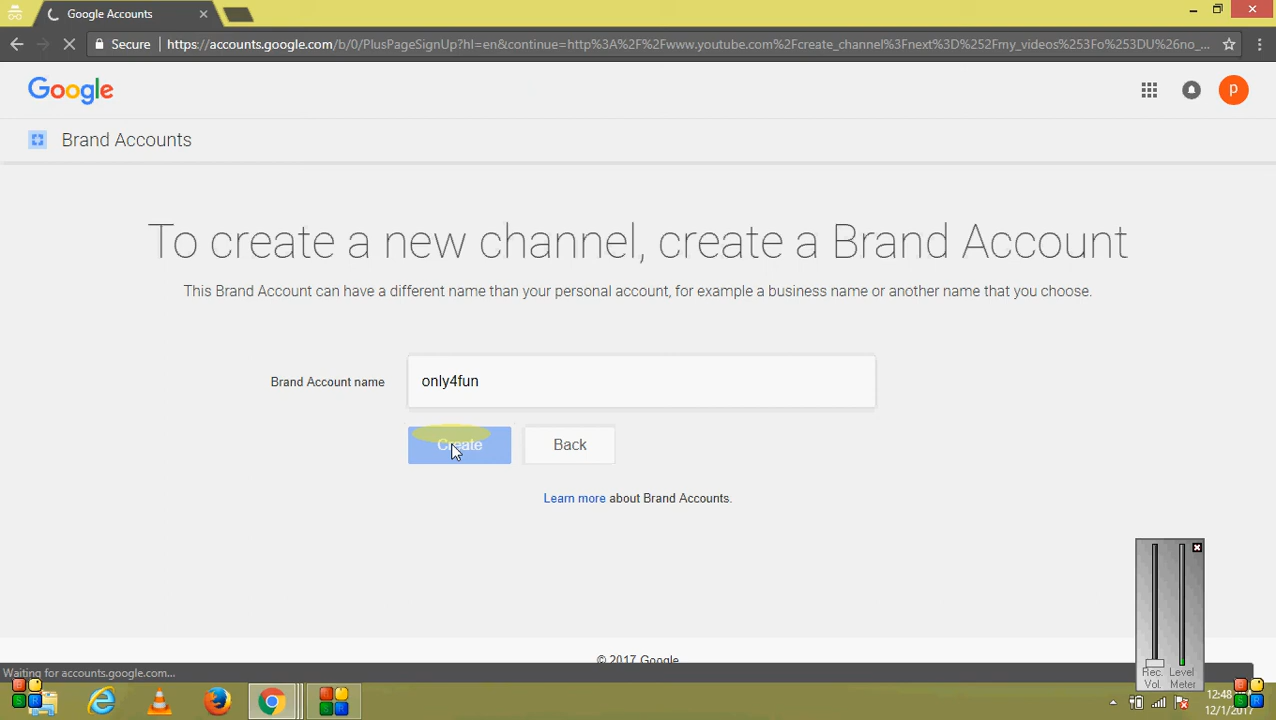 Google Accounts
Secure
https://accounts.google.com/b/0/PlusPageSignUp?hl=en&continue=http%3A%2F%2Fwww.youtube.com%2Fcreate_channel%3Fnext%3D%252Fmy_videos%253Fo%253DU%26no_...
Google
P
Brand Accounts
To create a new channel, create a Brand Account
This Brand Account can have a different name than your personal account, for example a business name or another name that you choose.
Brand Account name
only4fun
Create
Back
Learn more about Brand Accounts.
© 2017 Google
Waiting for accounts.google.com...
Rec. Level
Vol. Meter
12:48
12/1/2017